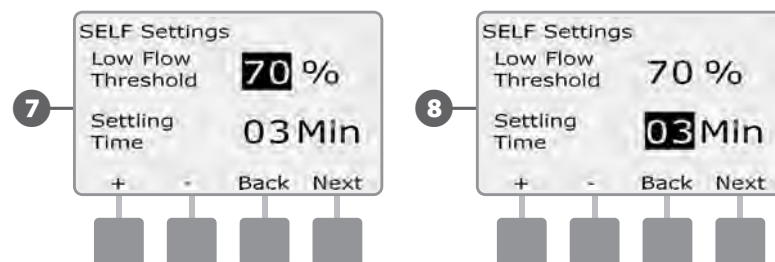 7
SELF Settings
Low Flow
Threshold
70 %
Settling
Time
03 Min
+ - Back Next
8
SELF Settings
Low Flow
Threshold
70 %
Settling
Time
03 Min
+ - Back Next